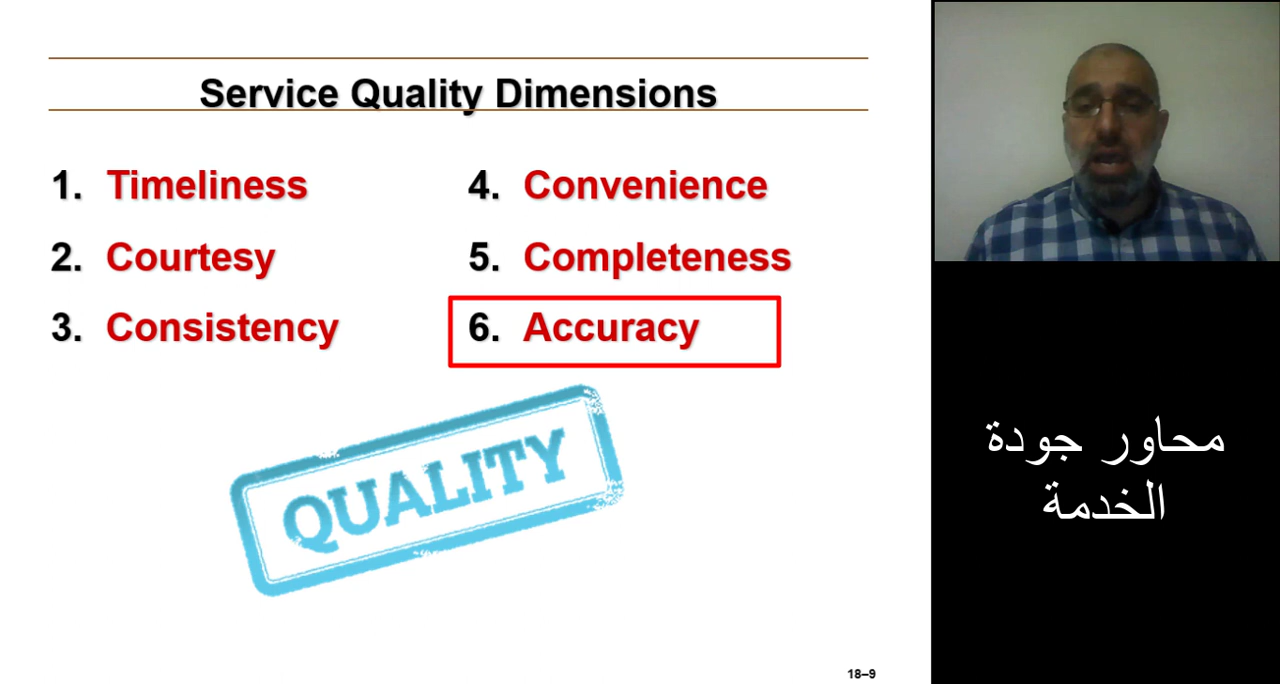 Service Quality Dimensions
1. Timeliness
2. Courtesy
3. Consistency
4. Convenience
5. Completeness
6. Accuracy
QUALITY
18–9
محاور جودة
الخدمة